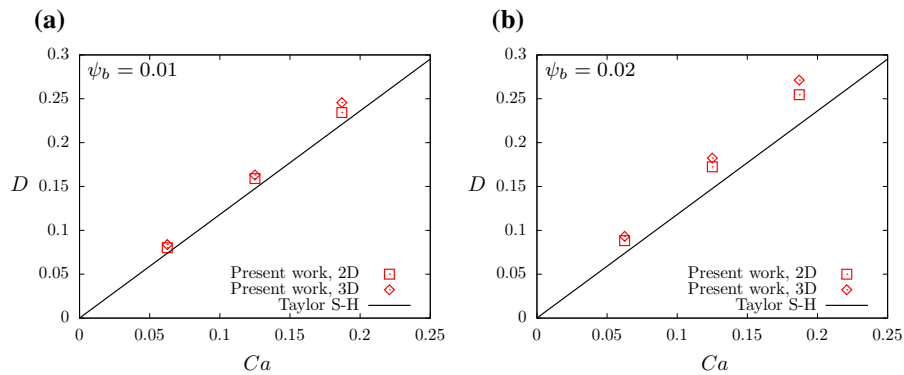 (a)
ψ_b = 0.01
0.3
0.25
0.2
0.15
0.1
0.05
0
D
Present work, 2D
Present work, 3D
Taylor S-H
0 0.05 0.1 0.15 0.2 0.25
Ca
(b)
ψ_b = 0.02
0.3
0.25
0.2
0.15
0.1
0.05
0
D
Present work, 2D
Present work, 3D
Taylor S-H
0 0.05 0.1 0.15 0.2 0.25
Ca